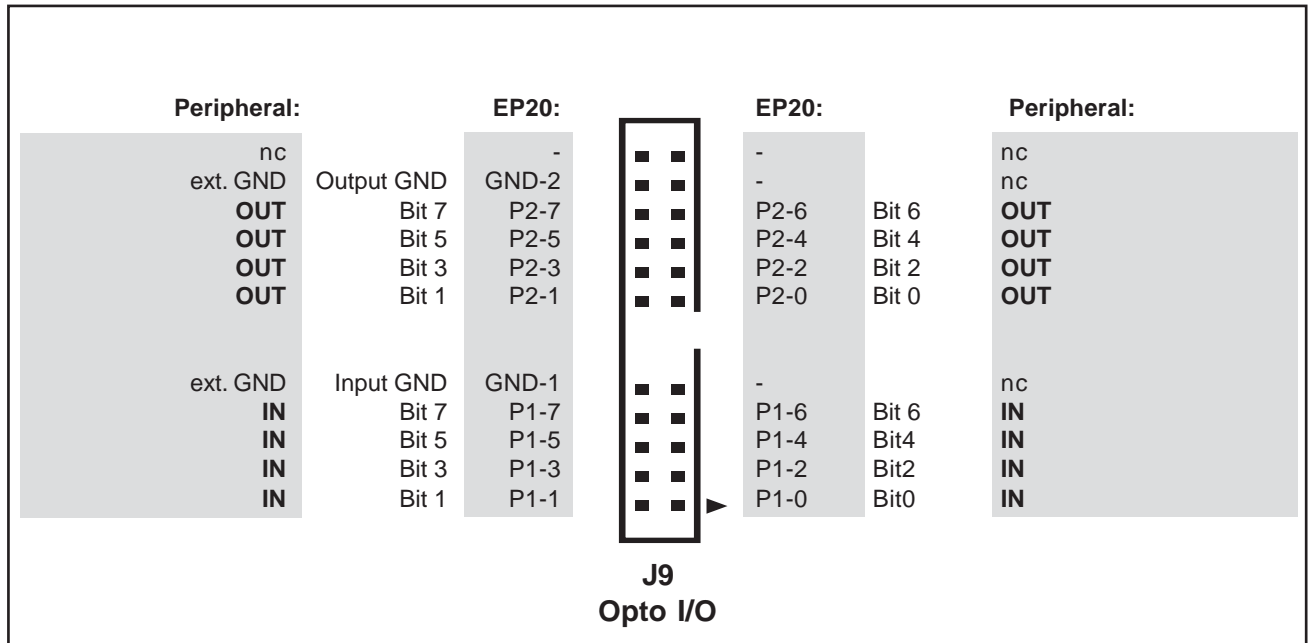 Peripheral: EP20: EP20: Peripheral:
nc - - nc
ext. GND Output GND GND-2 - nc
OUT Bit 7 P2-7 P2-6 Bit 6 OUT
OUT Bit 5 P2-5 P2-4 Bit 4 OUT
OUT Bit 3 P2-3 P2-2 Bit 2 OUT
OUT Bit 1 P2-1 P2-0 Bit 0 OUT
ext. GND Input GND GND-1 - nc
IN Bit 7 P1-7 P1-6 Bit 6 IN
IN Bit 5 P1-5 P1-4 Bit4 IN
IN Bit 3 P1-3 P1-2 Bit2 IN
IN Bit 1 P1-1 P1-0 Bit0 IN
J9
Opto I/O